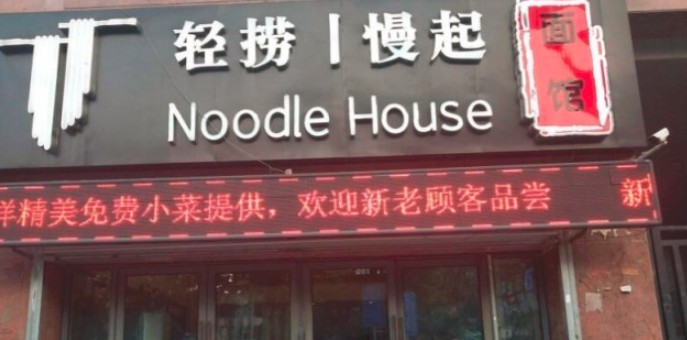 轻捞|慢起
面馆
Noodle House
样精美免费小菜提供，欢迎新老顾客品尝 新